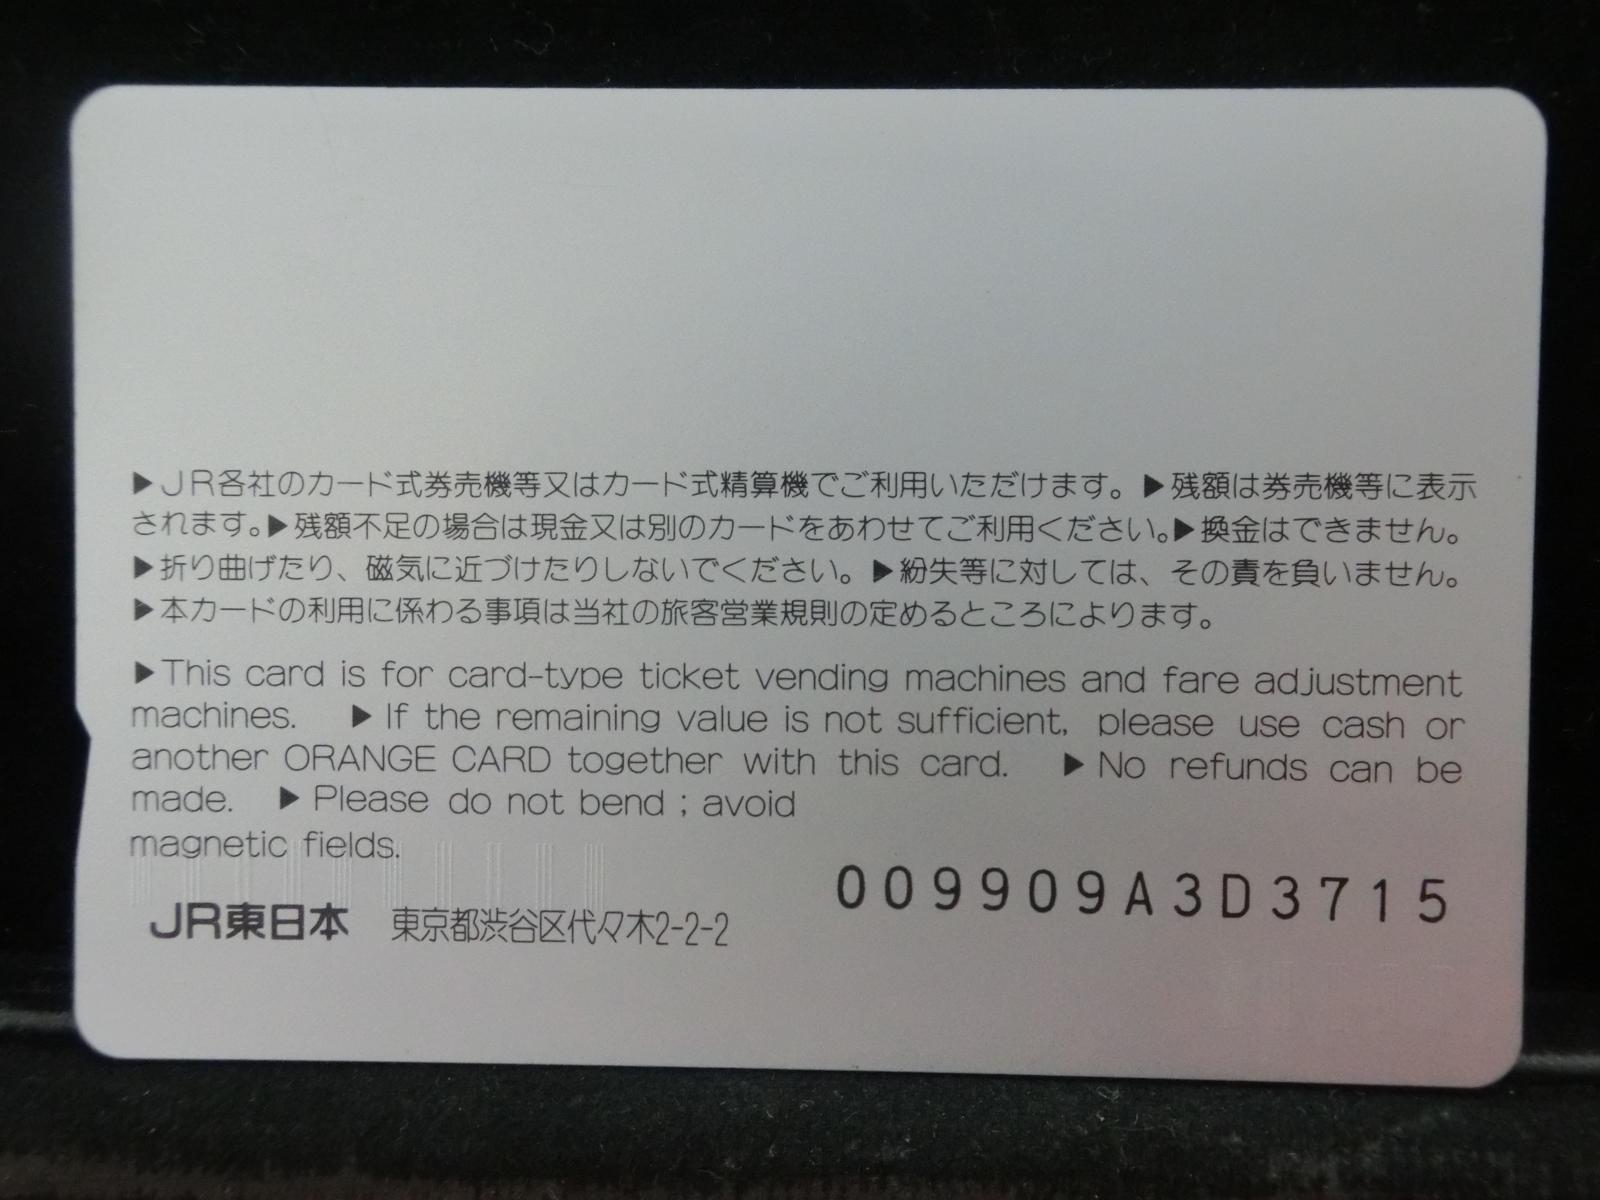 ▶JR各社のカード式券売機等又はカード式精算機でご利用いただけます。▶残額は券売機等に表示
されます。▶残額不足の場合は現金又は別のカードをあわせてご利用ください。▶換金はできません。
▶折り曲げたり、磁気に近づけたりしないでください。▶紛失等に対しては、その責を負いません。
▶本カードの利用に係わる事項は当社の旅客営業規則の定めるところによります。
▶This card is for card-type ticket vending machines and fare adjustment
machines. ▶If the remaining value is not sufficient, please use cash or
another ORANGE CARD together with this card. ▶No refunds can be
made. ▶Please do not bend ; avoid
magnetic fields.
009909A3D3715
JR東日本 東京都渋谷区代々木2-2-2